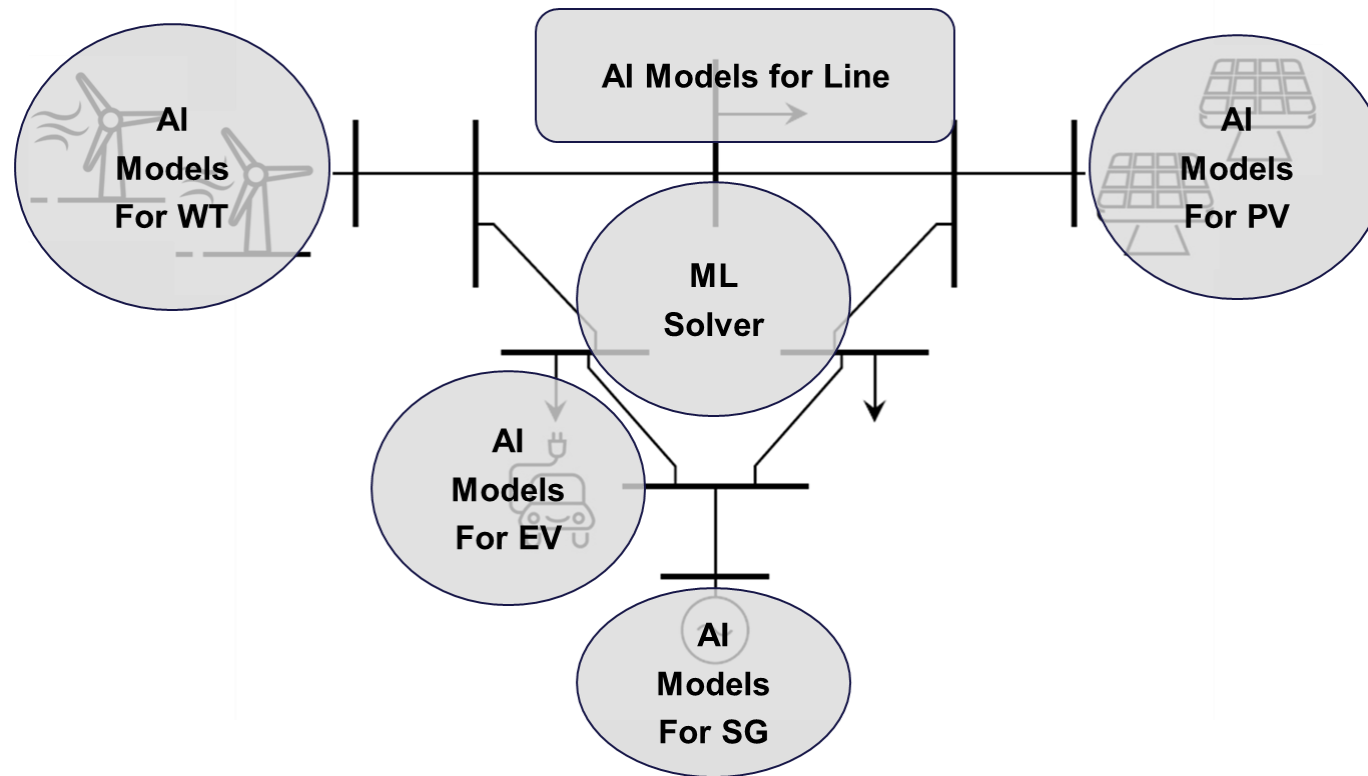 AI Models for Line
AI
Models
For WT
AI
Models
For PV
ML
Solver
AI
Models
For EV
AI
Models
For SG